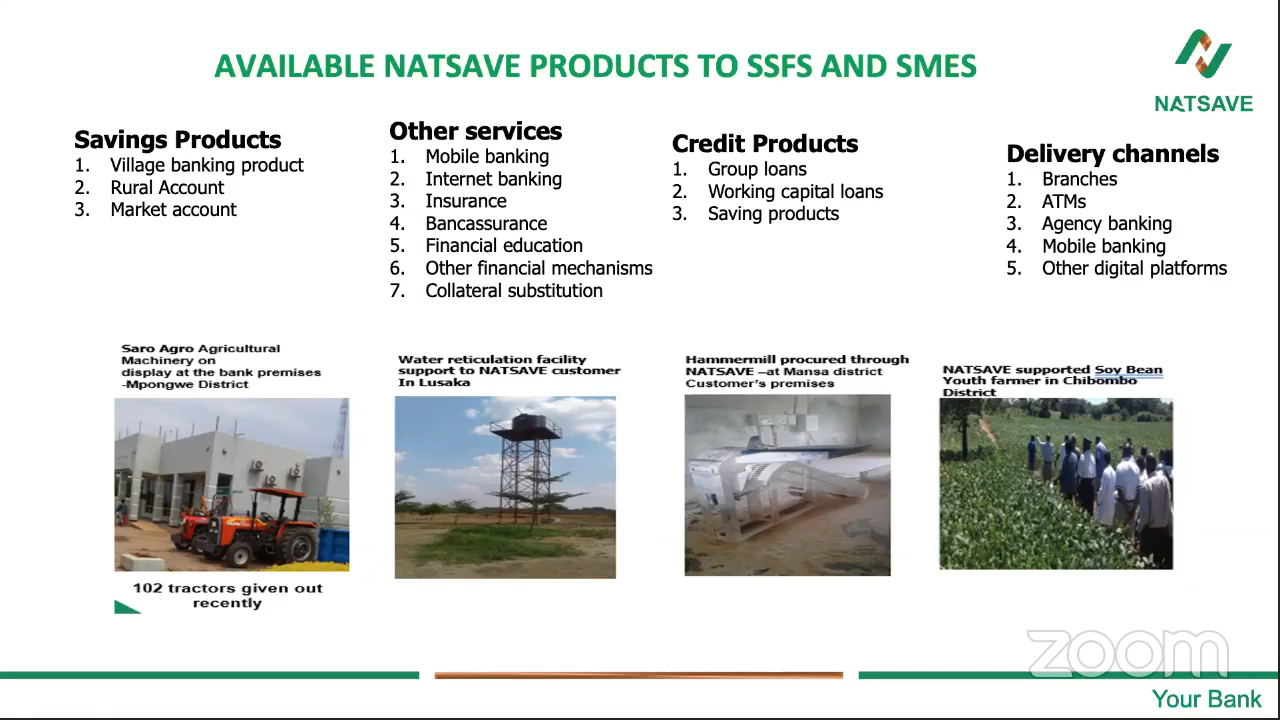 AVAILABLE NATSAVE PRODUCTS TO SSFS AND SMES
NATSAVE
Savings Products
1. Village banking product
2. Rural Account
3. Market account
Other services
1. Mobile banking
2. Internet banking
3. Insurance
4. Bancassurance
5. Financial education
6. Other financial mechanisms
7. Collateral substitution
Credit Products
1. Group loans
2. Working capital loans
3. Saving products
Delivery channels
1. Branches
2. ATMs
3. Agency banking
4. Mobile banking
5. Other digital platforms
Saro Agro Agricultural
Machinery on
display at the bank premises
-Mpongwe District
102 tractors given out
recently
Water reticulation facility
support to NATSAVE customer
In Lusaka
Hammermill procured through
NATSAVE –at Mansa district
Customer's premises
NATSAVE supported Soy Bean
Youth farmer in Chibombo
District
zoom
Your Bank